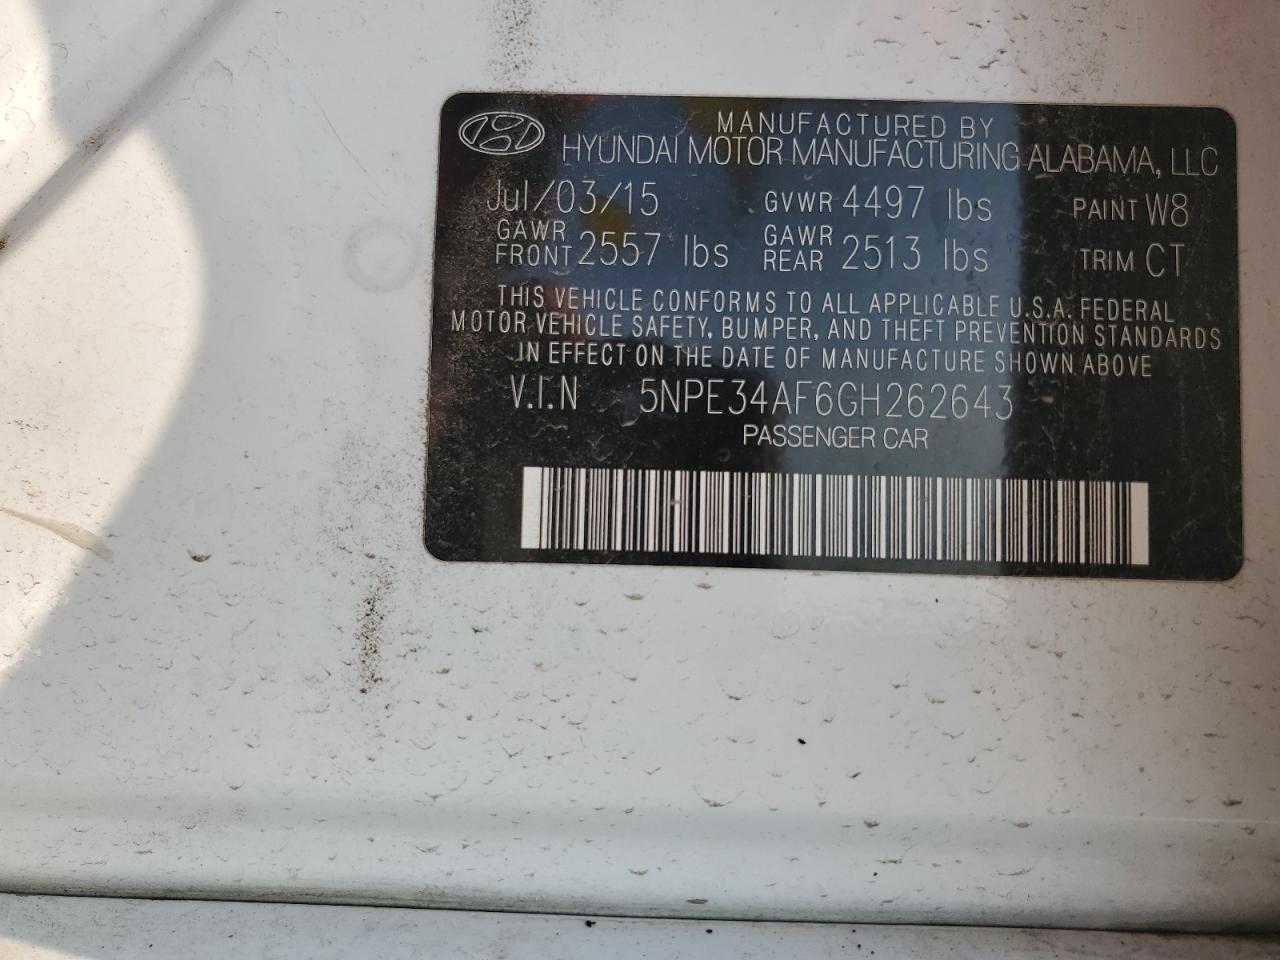 MANUFACTURED BY
HYUNDAI MOTOR MANUFACTURING ALABAMA, LLC
Jul/03/15 GVWR 4497 lbs PAINT W8
GAWR FRONT 2557 lbs GAWR REAR 2513 lbs TRIM CT
THIS VEHICLE CONFORMS TO ALL APPLICABLE U.S.A. FEDERAL
MOTOR VEHICLE SAFETY, BUMPER, AND THEFT PREVENTION STANDARDS
IN EFFECT ON THE DATE OF MANUFACTURE SHOWN ABOVE
V.I.N 5NPE34AF6GH262643
PASSENGER CAR